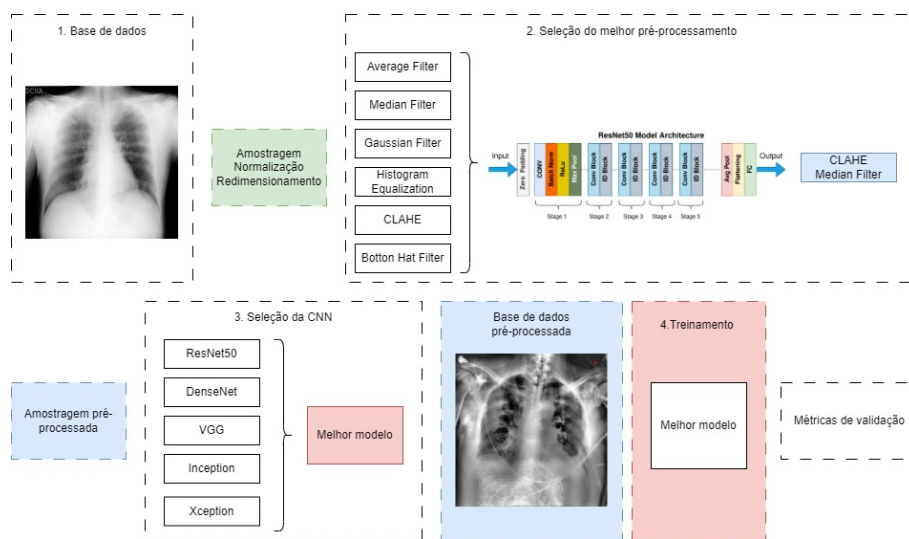 1. Base de dados
2. Seleção do melhor pré-processamento
Amostragem
Normalização
Redimensionamento
Average Filter
Median Filter
Gaussian Filter
Histogram
Equalization
CLAHE
Botton Hat Filter
ResNet50 Model Architecture
Input
Zero Padding
CONV
Batch Norm
ReLu
Max Pool
Conv Block
ID Block
Conv Block
ID Block
Conv Block
ID Block
Conv Block
ID Block
Avg Pool
Flattening
FC
Output
Stage 1
Stage 2
Stage 3
Stage 4
Stage 5
CLAHE
Median Filter
Amostragem pré-
processada
3. Seleção da CNN
ResNet50
DenseNet
VGG
Inception
Xception
Melhor modelo
Base de dados
pré-processada
4.Treinamento
Melhor modelo
Métricas de validação